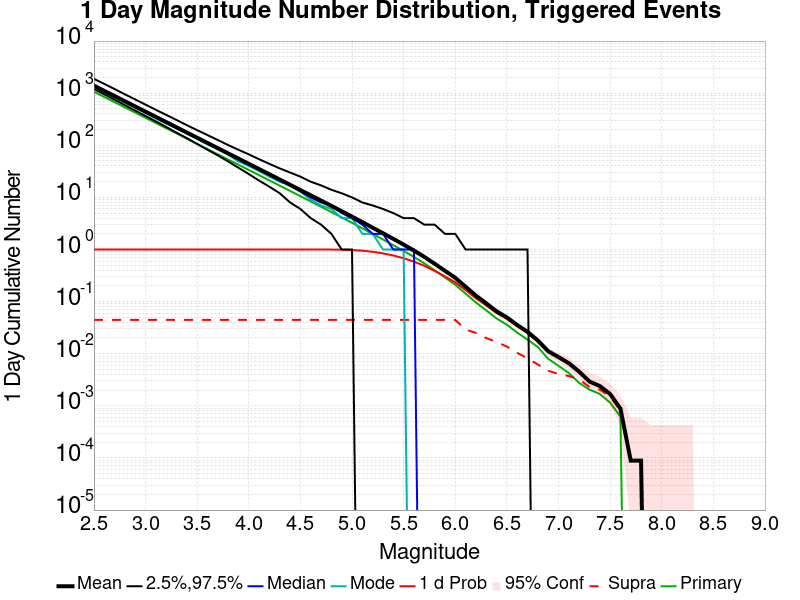 1 Day Magnitude Number Distribution, Triggered Events
1 Day Cumulative Number
10^4
10^3
10^2
10^1
10^0
10^-1
10^-2
10^-3
10^-4
10^-5
2.5 3.0 3.5 4.0 4.5 5.0 5.5 6.0 6.5 7.0 7.5 8.0 8.5 9.0
Magnitude
Mean 2.5%,97.5% Median Mode 1 d Prob 95% Conf Supra Primary